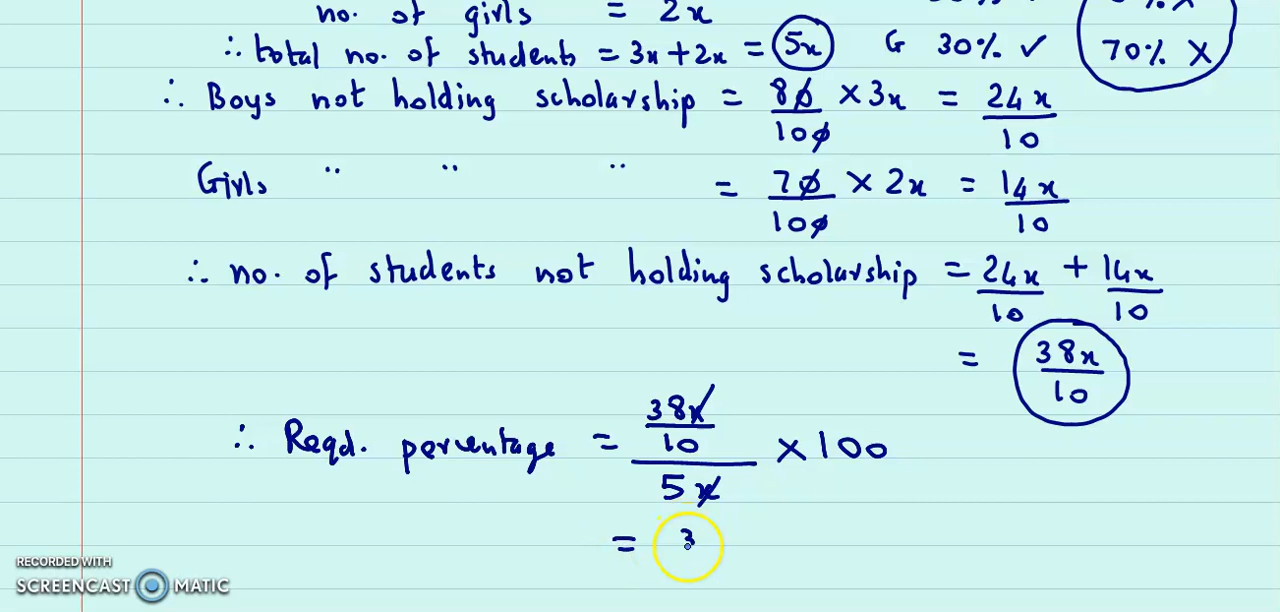 no. of girls = 2x
∴ total no. of students = 3x + 2x = 5x G 30% ✓ 70% X
∴ Boys not holding scholarship = 80/100 × 3x = 24x/10
Girls " " " = 70/100 × 2x = 14x/10
∴ no. of students not holding scholarship = 24x/10 + 14x/10
= 38x/10
∴ Reqd. percentage = 38x/10 / 5x × 100
= 3
RECORDED WITH
SCREENCAST MATIC